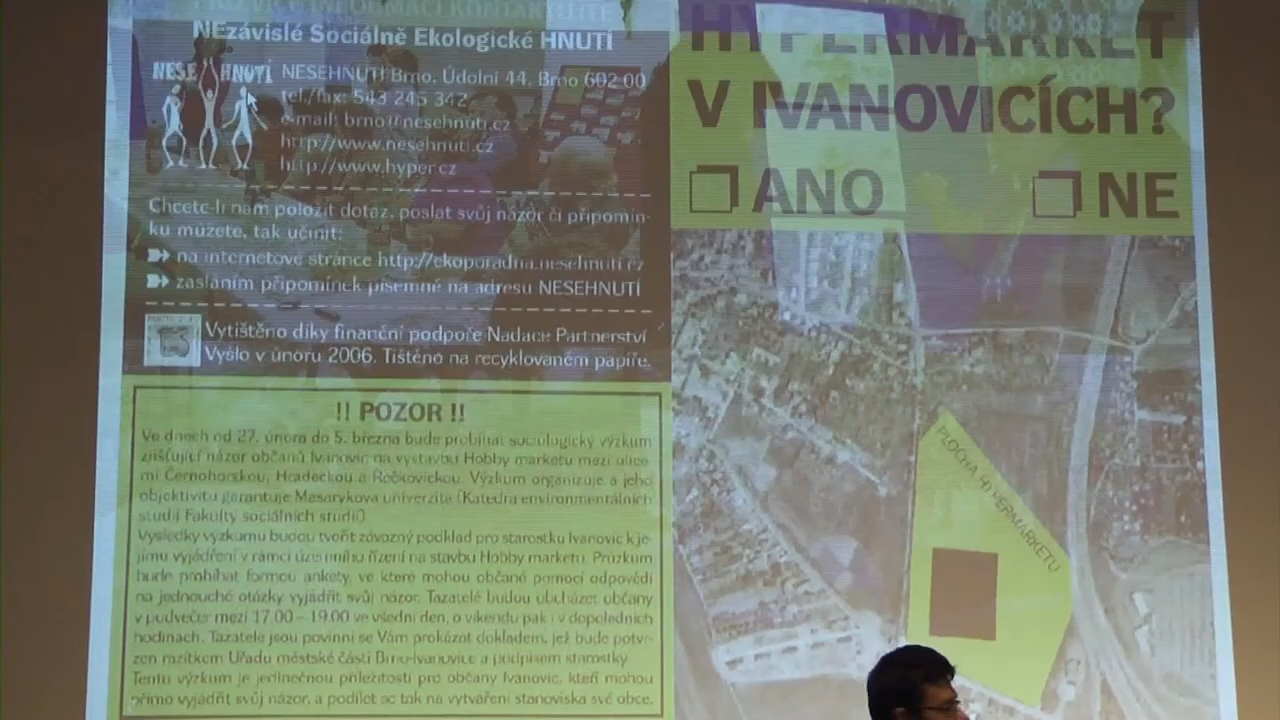 PRO VÍCE INFORMACÍ KONTAKTUJTE
NEzávislé Sociálně Ekologické HNUTÍ
NESEHNUTÍ
NESEHNUTÍ Brno, Údolní 44, Brno 602 00
tel./fax: 543 245 342
e-mail: brno@nesehnuti.cz
http://www.nesehnuti.cz
http://www.hyper.cz
Chcete-li nám položit dotaz, poslat svůj názor či připomín-
ku můžete, tak učinit:
na internetové stránce http://ekoporadna.nesehnuti.cz
zasláním připomínek písemně na adresu NESEHNUTÍ
Vytištěno díky finanční podpoře Nadace Partnerství
Vyšlo v únoru 2006. Tištěno na recyklovaném papíře.
!! POZOR !!
Ve dnech od 27. února do 5. března bude probíhat sociologický výzkum
zjišťující názor občanů Ivanovic na výstavbu Hobby marketu mezi ulice-
mi Černohorskou, Hradeckou a Řečkovickou. Výzkum organizuje a jeho
objektivitu garantuje Masarykova univerzita (Katedra environmentálních
studií Fakulty sociálních studií)
Výsledky výzkumu budou tvořit závazný podklad pro starostku Ivanovic k je-
jímu vyjádření v rámci územního řízení na stavbu Hobby marketu. Průzkum
bude probíhat formou ankety, ve které mohou občané pomocí odpovědí
na jednouché otázky vyjádřit svůj názor. Tazatelé budou obcházet občany
v podvečer mezi 17.00 – 19.00 ve všední den, o víkendu pak i v dopoledních
hodinách. Tazatelé jsou povinni se Vám prokázat dokladem, jež bude potvr-
zen razítkem Úřadu městské části Brno-Ivanovice a podpisem starostky.
Tento výzkum je jedinečnou příležitostí pro občany Ivanovic, kteří mohou
přímo vyjádřit svůj názor, a podílet se tak na vytváření stanoviska své obce.
HYPERMARKET
V IVANOVICÍCH?
ANO NE
PLOCHA HYPERMARKETU